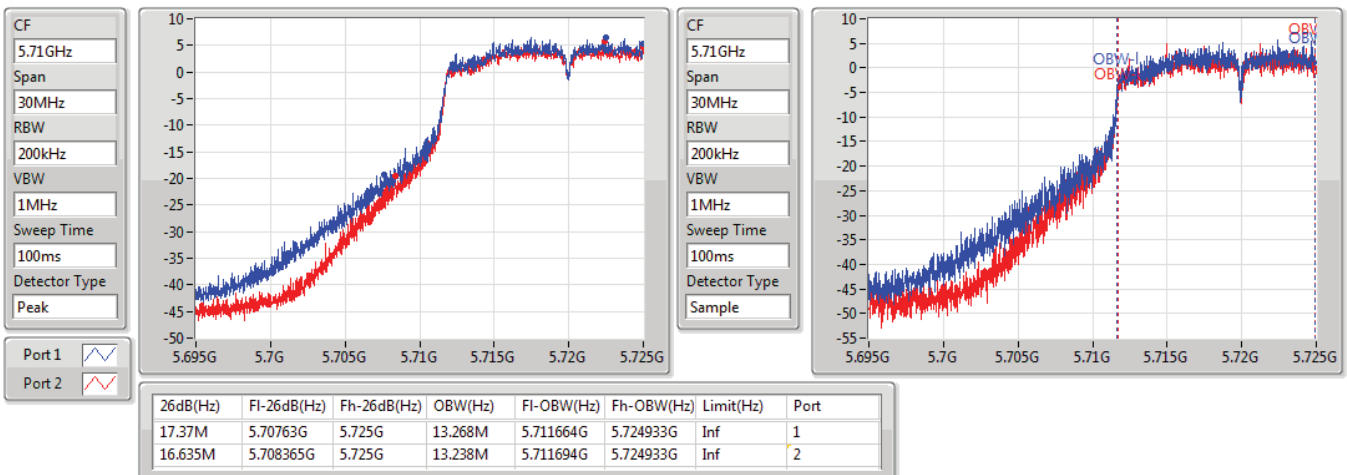 CF
5.71GHz
Span
30MHz
RBW
200kHz
VBW
1MHz
Sweep Time
100ms
Detector Type
Peak
Port 1
Port 2
10
5
0
-5
-10
-15
-20
-25
-30
-35
-40
-45
-50
5.695G 5.7G 5.705G 5.71G 5.715G 5.72G 5.725G
CF
5.71GHz
Span
30MHz
RBW
200kHz
VBW
1MHz
Sweep Time
100ms
Detector Type
Sample
10
5
0
-5
-10
-15
-20
-25
-30
-35
-40
-45
-50
-55
OBW-l
OBW
OBW
5.695G 5.7G 5.705G 5.71G 5.715G 5.72G 5.725G
26dB(Hz) Fl-26dB(Hz) Fh-26dB(Hz) OBW(Hz) Fl-OBW(Hz) Fh-OBW(Hz) Limit(Hz) Port
17.37M 5.70763G 5.725G 13.268M 5.711664G 5.724933G Inf 1
16.635M 5.708365G 5.725G 13.238M 5.711694G 5.724933G Inf 2